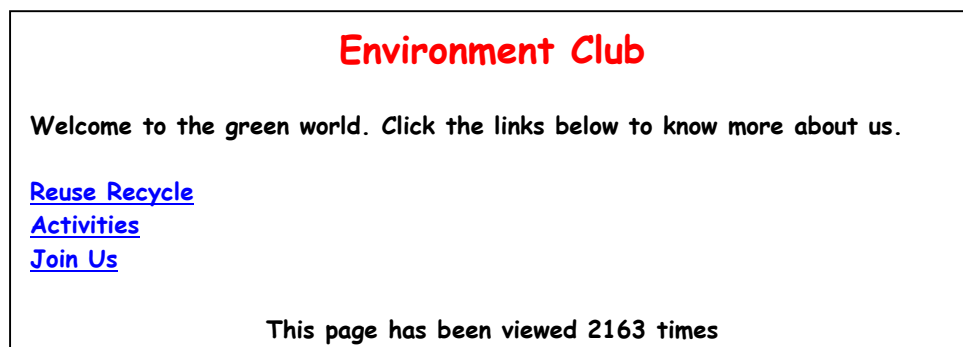 Environment Club
Welcome to the green world. Click the links below to know more about us.
Reuse Recycle
Activities
Join Us
This page has been viewed 2163 times